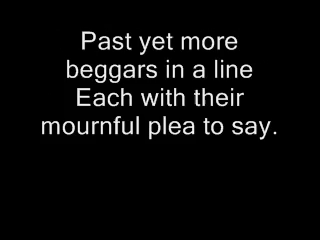 Past yet more
beggars in a line
Each with their
mournful plea to say.